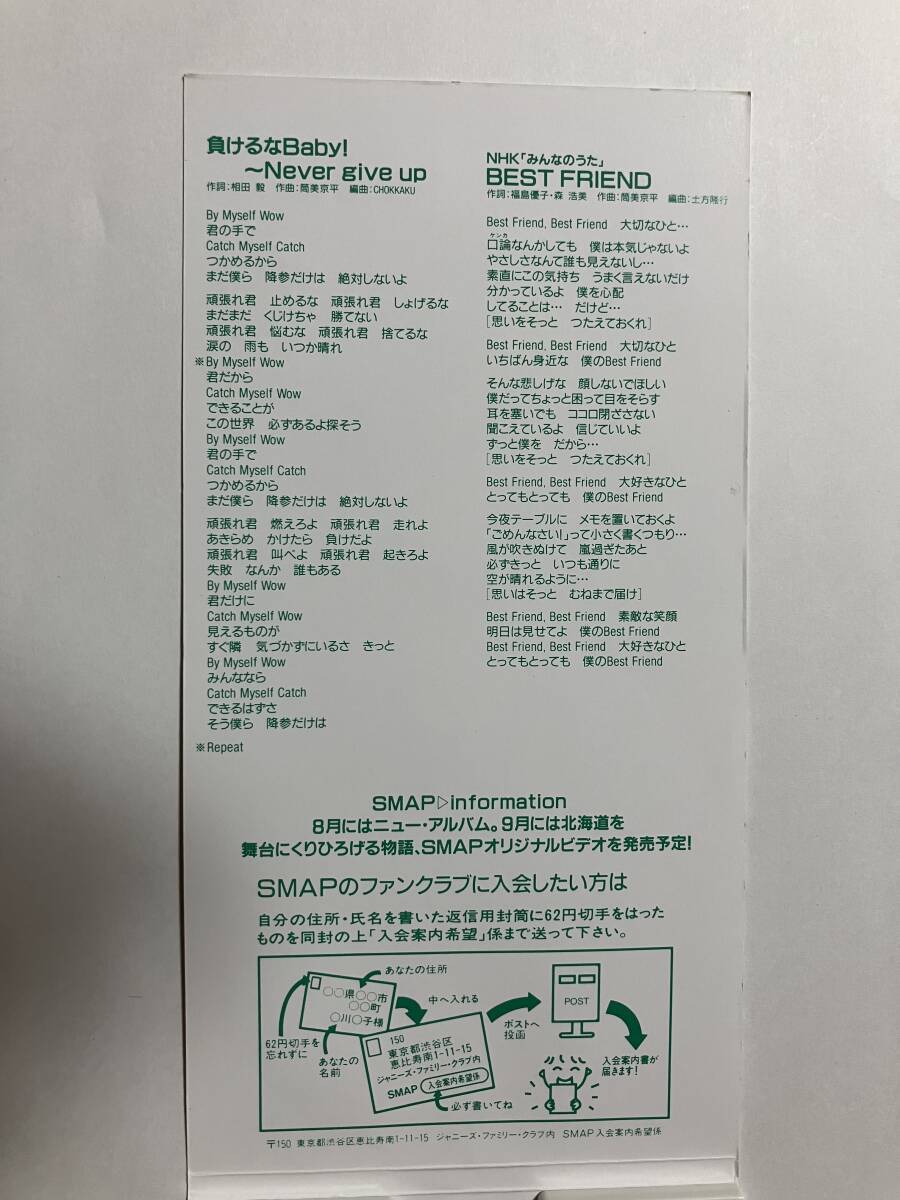 負けるなBaby!
〜Never give up
作詞：相田 毅　作曲：筒美京平　編曲：CHOKKAKU
By Myself Wow
君の手で
Catch Myself Catch
つかめるから
まだ僕ら　降参だけは　絶対しないよ
頑張れ君　止めるな　頑張れ君　しょげるな
まだまだ　くじけちゃ　勝てない
頑張れ君　悩むな　頑張れ君　捨てるな
涙の　雨も　いつか晴れ
※By Myself Wow
君だから
Catch Myself Wow
できることが
この世界　必ずあるよ探そう
By Myself Wow
君の手で
Catch Myself Catch
つかめるから
まだ僕ら　降参だけは　絶対しないよ
頑張れ君　燃えろよ　頑張れ君　走れよ
あきらめ　かけたら　負けだよ
頑張れ君　叫べよ　頑張れ君　起きろよ
失敗　なんか　誰もある
By Myself Wow
君だけに
Catch Myself Wow
見えるものが
すぐ隣　気づかずにいるさ　きっと
By Myself Wow
みんななら
Catch Myself Catch
できるはずさ
そう僕ら　降参だけは
※Repeat
NHK「みんなのうた」
BEST FRIEND
作詞：福島優子・森 浩美　作曲：筒美京平　編曲：土方隆行
Best Friend, Best Friend　大切なひと…
ケンカ
口論なんかしても　僕は本気じゃないよ
やさしさなんて誰も見えないし…
素直にこの気持ち　うまく言えないだけ
分かっているよ　僕を心配
してることは…　だけど…
[思いをそっと　つたえておくれ]
Best Friend, Best Friend　大切なひと
いちばん身近な　僕のBest Friend
そんな悲しげな　顔しないでほしい
僕だってちょっと困って目をそらす
耳を塞いでも　ココロ閉ざさない
聞こえているよ　信じていいよ
ずっと僕を　だから…
[思いをそっと　つたえておくれ]
Best Friend, Best Friend　大好きなひと
とってもとっても　僕のBest Friend
今夜テーブルに　メモを置いておくよ
「ごめんなさい!」って小さく書くつもり…
風が吹きぬけて　嵐過ぎたあと
必ずきっと　いつも通りに
空が晴れるように…
[思いはそっと　むねまで届け]
Best Friend, Best Friend　素敵な笑顔
明日は見せてよ　僕のBest Friend
Best Friend, Best Friend　大好きなひと
とってもとっても　僕のBest Friend
SMAP▷information
8月にはニュー・アルバム。9月には北海道を
舞台にくりひろげる物語、SMAPオリジナルビデオを発売予定!
SMAPのファンクラブに入会したい方は
自分の住所・氏名を書いた返信用封筒に62円切手をはった
ものを同封の上「入会案内希望」係まで送って下さい。
あなたの住所
○○県○○市
○○町
○川○子様
62円切手を
忘れずに
あなたの
名前
中へ入れる
150
東京都渋谷区
恵比寿南1-11-15
ジャニーズ・ファミリー・クラブ内
SMAP 入会案内希望係
必ず書いてね
ポストへ
投函
POST
入会案内書が
届きます!
〒150 東京都渋谷区恵比寿南1-11-15　ジャニーズ・ファミリー・クラブ内　SMAP入会案内希望係